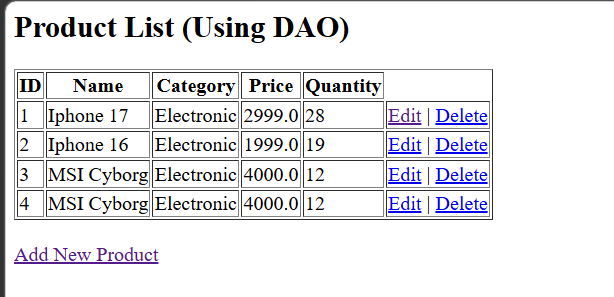 Product List (Using DAO)
ID Name Category Price Quantity
1 Iphone 17 Electronic 2999.0 28 Edit | Delete
2 Iphone 16 Electronic 1999.0 19 Edit | Delete
3 MSI Cyborg Electronic 4000.0 12 Edit | Delete
4 MSI Cyborg Electronic 4000.0 12 Edit | Delete
Add New Product